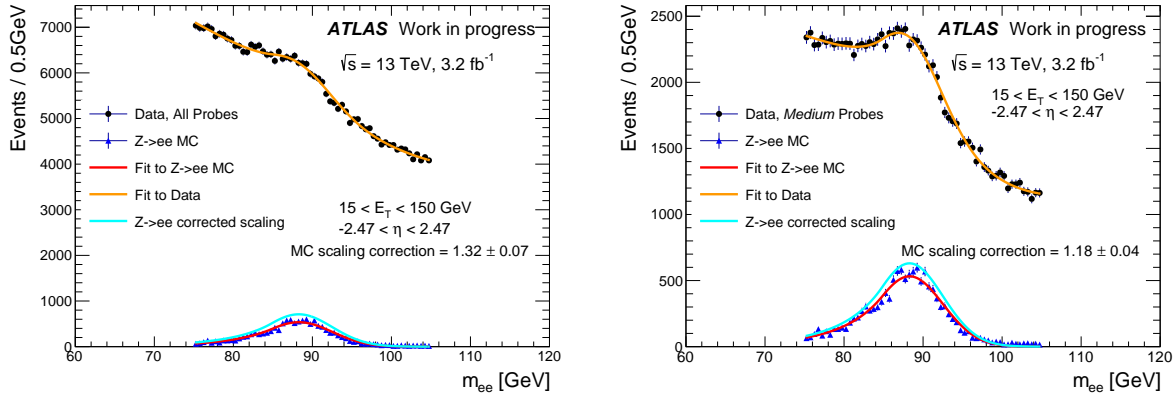 Events / 0.5GeV
7000
6000
5000
4000
3000
2000
1000
0
ATLAS Work in progress
√s = 13 TeV, 3.2 fb⁻¹
Data, All Probes
Z->ee MC
Fit to Z->ee MC
Fit to Data
Z->ee corrected scaling
15 < E_T < 150 GeV
-2.47 < η < 2.47
MC scaling correction = 1.32 ± 0.07
60 70 80 90 100 110 120
m_ee [GeV]
Events / 0.5GeV
2500
2000
1500
1000
500
0
ATLAS Work in progress
√s = 13 TeV, 3.2 fb⁻¹
15 < E_T < 150 GeV
-2.47 < η < 2.47
Data, Medium Probes
Z->ee MC
Fit to Z->ee MC
Fit to Data
Z->ee corrected scaling
MC scaling correction = 1.18 ± 0.04
60 70 80 90 100 110 120
m_ee [GeV]